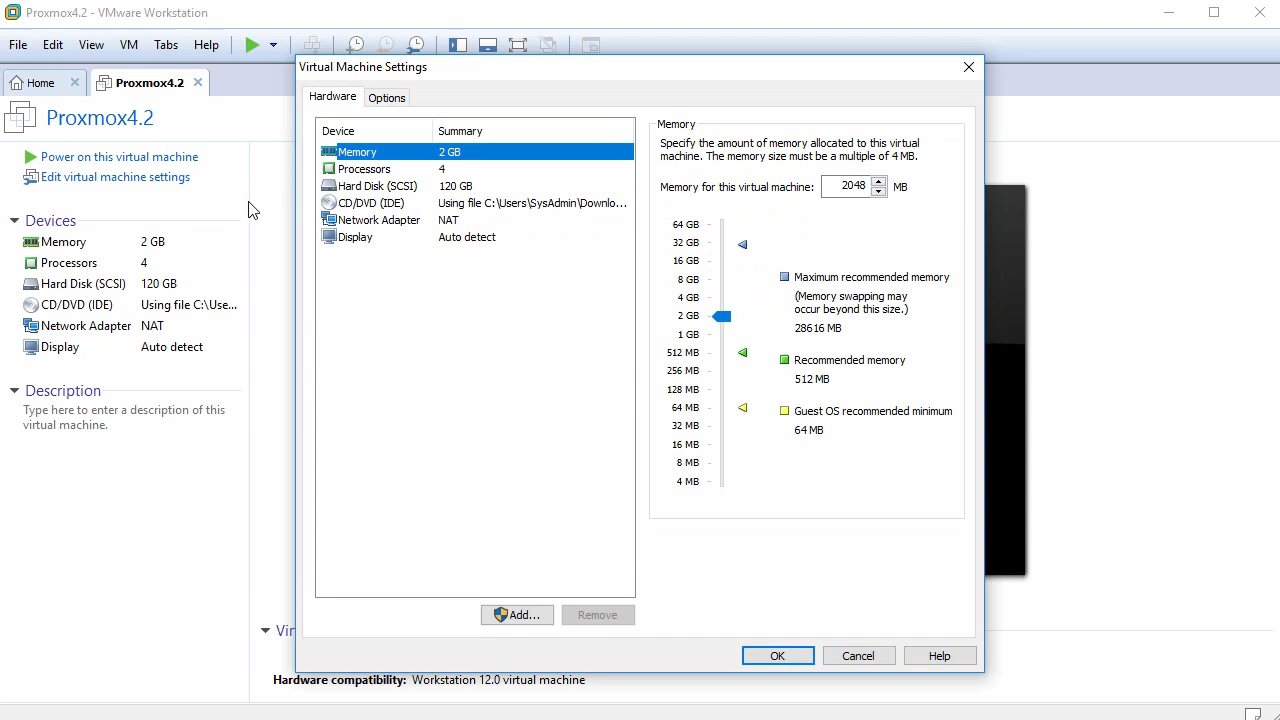 Proxmox4.2 - VMware Workstation
File Edit View VM Tabs Help
Home Proxmox4.2
Proxmox4.2
Power on this virtual machine
Edit virtual machine settings
Devices
Memory 2 GB
Processors 4
Hard Disk (SCSI) 120 GB
CD/DVD (IDE) Using file C:\Use...
Network Adapter NAT
Display Auto detect
Description
Type here to enter a description of this
virtual machine.
Virtual Machine Settings
Hardware Options
Device Summary
Memory 2 GB
Processors 4
Hard Disk (SCSI) 120 GB
CD/DVD (IDE) Using file C:\Users\SysAdmin\Downlo...
Network Adapter NAT
Display Auto detect
Add... Remove
Memory
Specify the amount of memory allocated to this virtual
machine. The memory size must be a multiple of 4 MB.
Memory for this virtual machine: 2048 MB
64 GB
32 GB
16 GB
8 GB
4 GB
2 GB
1 GB
512 MB
256 MB
128 MB
64 MB
32 MB
16 MB
8 MB
4 MB
Maximum recommended memory
(Memory swapping may
occur beyond this size.)
28616 MB
Recommended memory
512 MB
Guest OS recommended minimum
64 MB
OK Cancel Help
Vir
Hardware compatibility: Workstation 12.0 virtual machine